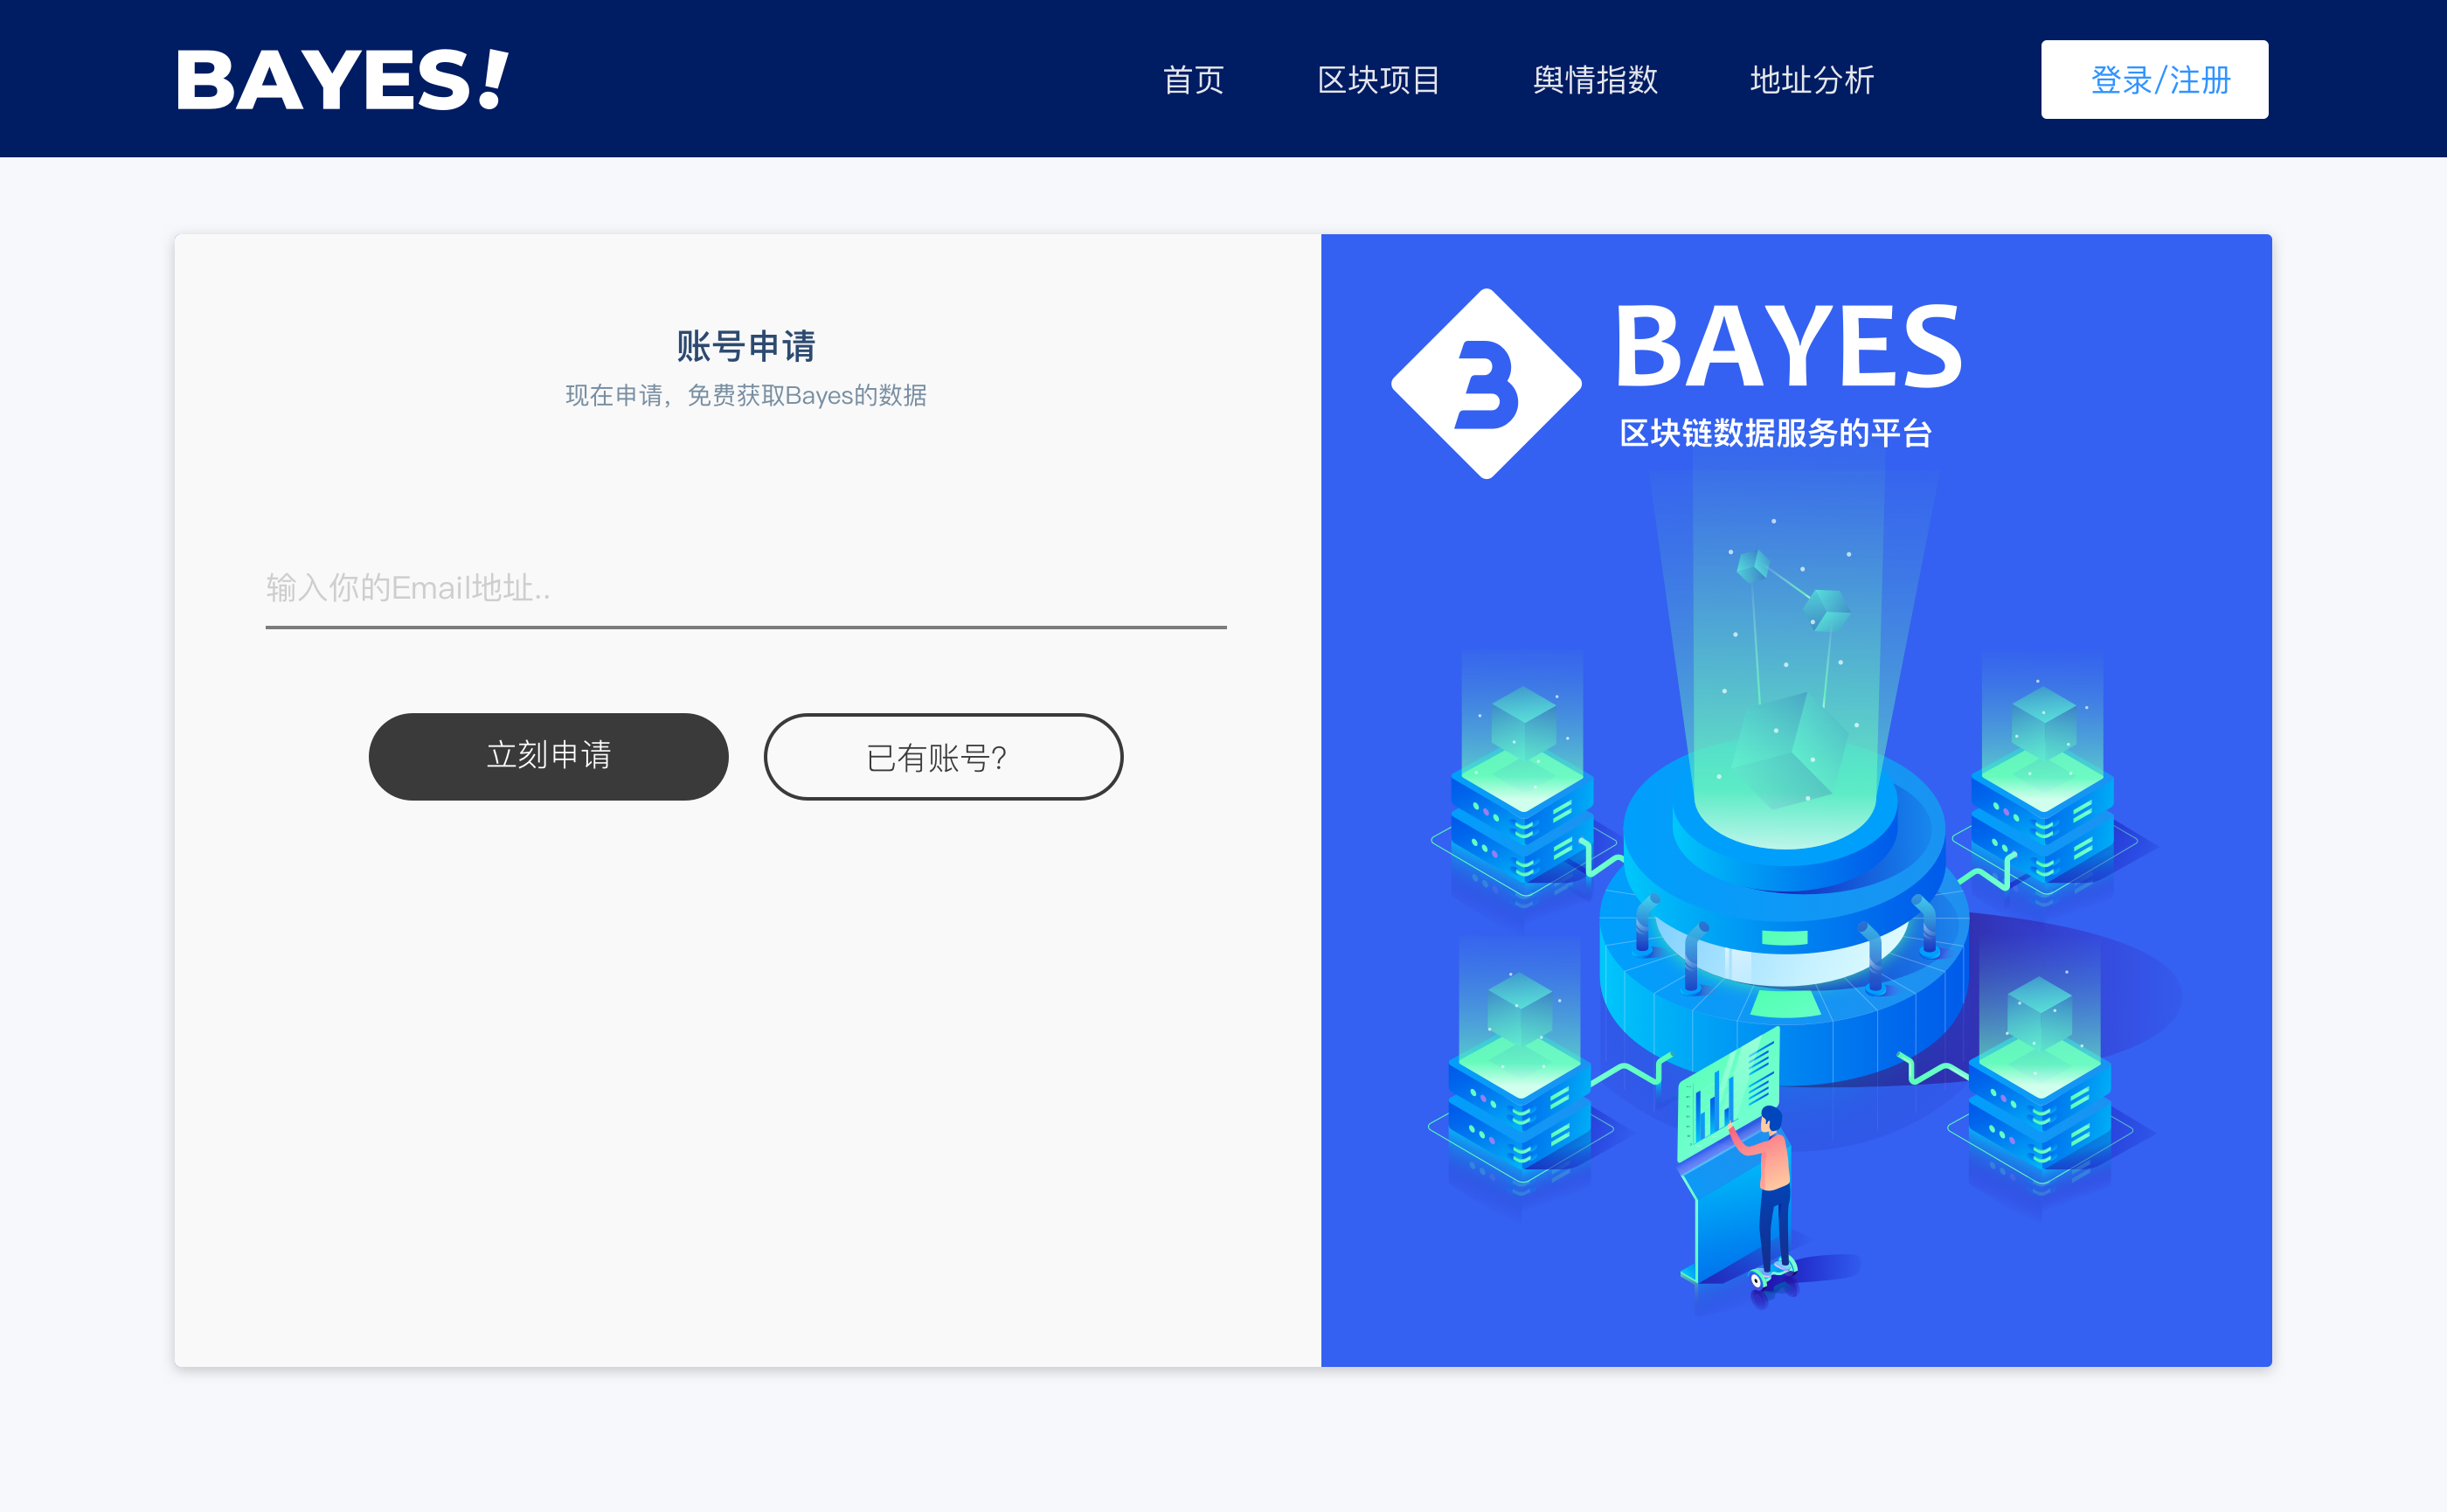 BAYES!
首页 区块项目 舆情指数 地址分析 登录/注册
账号申请
现在申请，免费获取Bayes的数据
输入你的Email地址..
立刻申请 已有账号?
BAYES
区块链数据服务的平台